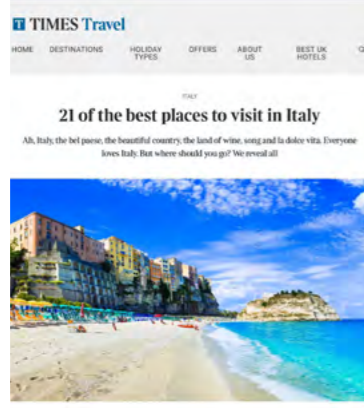 T TIMES Travel
HOME DESTINATIONS HOLIDAY TYPES OFFERS ABOUT US BEST UK HOTELS
ITALY
21 of the best places to visit in Italy
Ah, Italy, the bel paese, the beautiful country, the land of wine, song and la dolce vita. Everyone
loves Italy. But where should you go? We reveal all